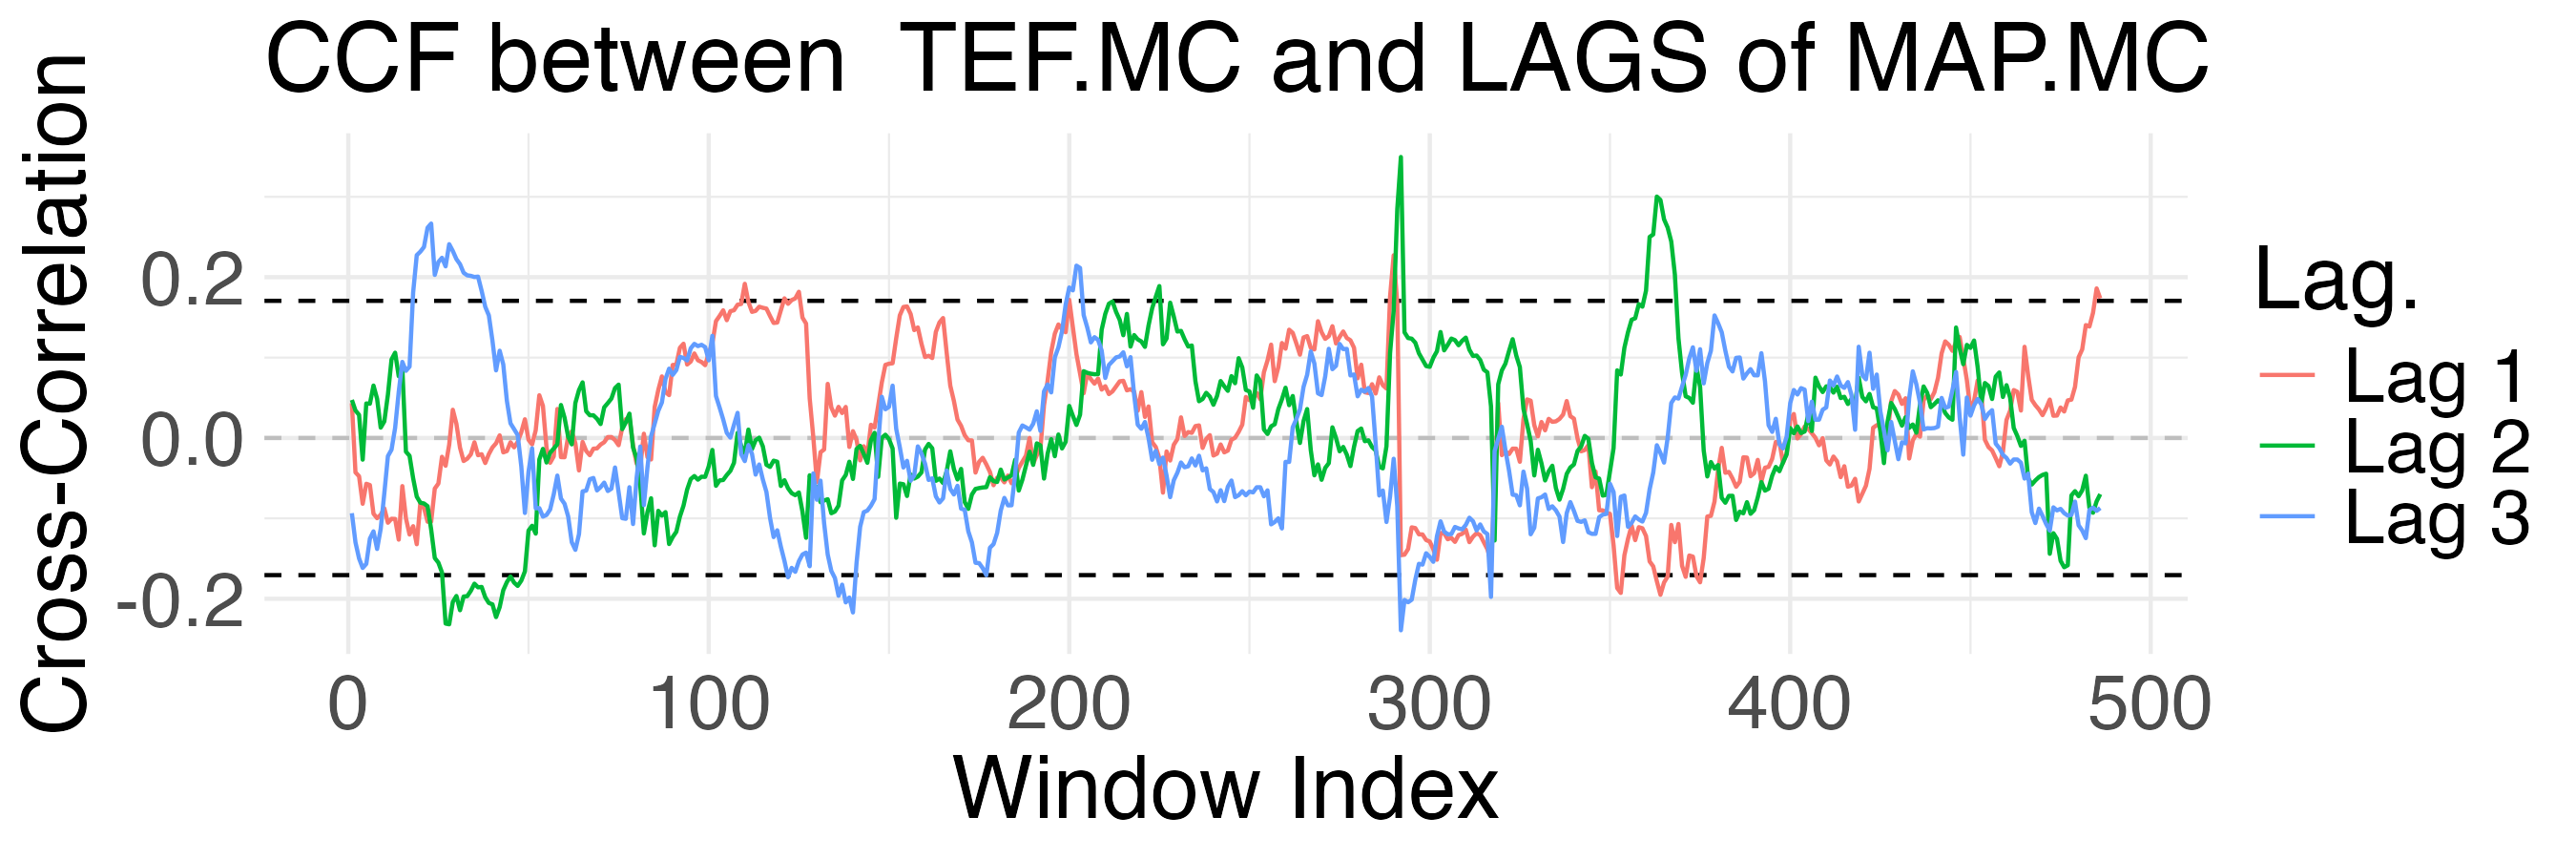 CCF between  TEF.MC and LAGS of MAP.MC
Cross-Correlation
0.2
0.0
-0.2
0 100 200 300 400 500
Window Index
Lag.
Lag 1
Lag 2
Lag 3